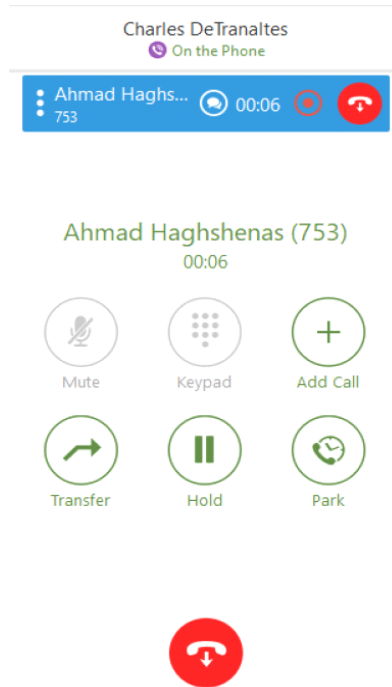 Charles DeTranaltes
On the Phone
Ahmad Haghs... 00:06
753
Ahmad Haghshenas (753)
00:06
Mute Keypad Add Call
Transfer Hold Park